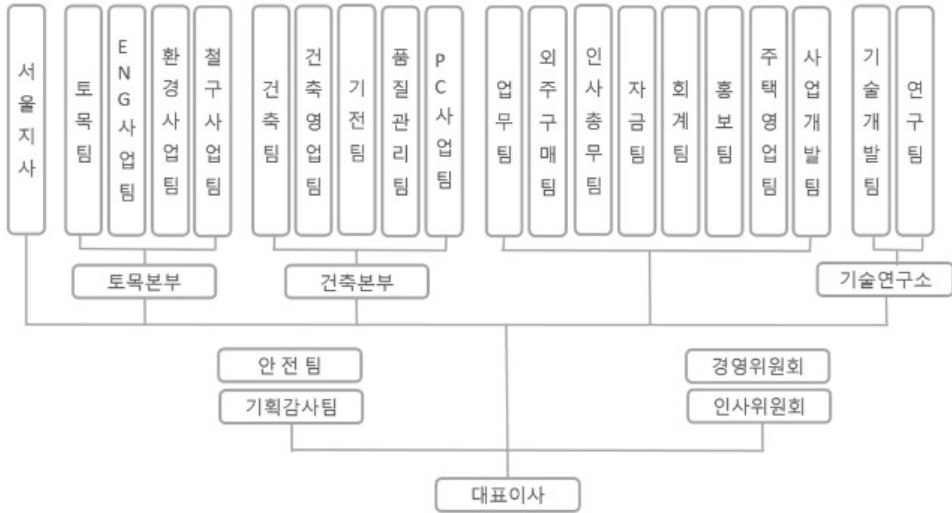 서울지사
토목팀
ENG사업팀
환경사업팀
철구사업팀
건축팀
건축영업팀
기전팀
품질관리팀
PC사업팀
업무팀
외주구매팀
인사총무팀
자금팀
회계팀
홍보팀
주택영업팀
사업개발팀
기술개발팀
연구팀
토목본부
건축본부
기술연구소
안 전 팀
경영위원회
기획감사팀
인사위원회
대표이사